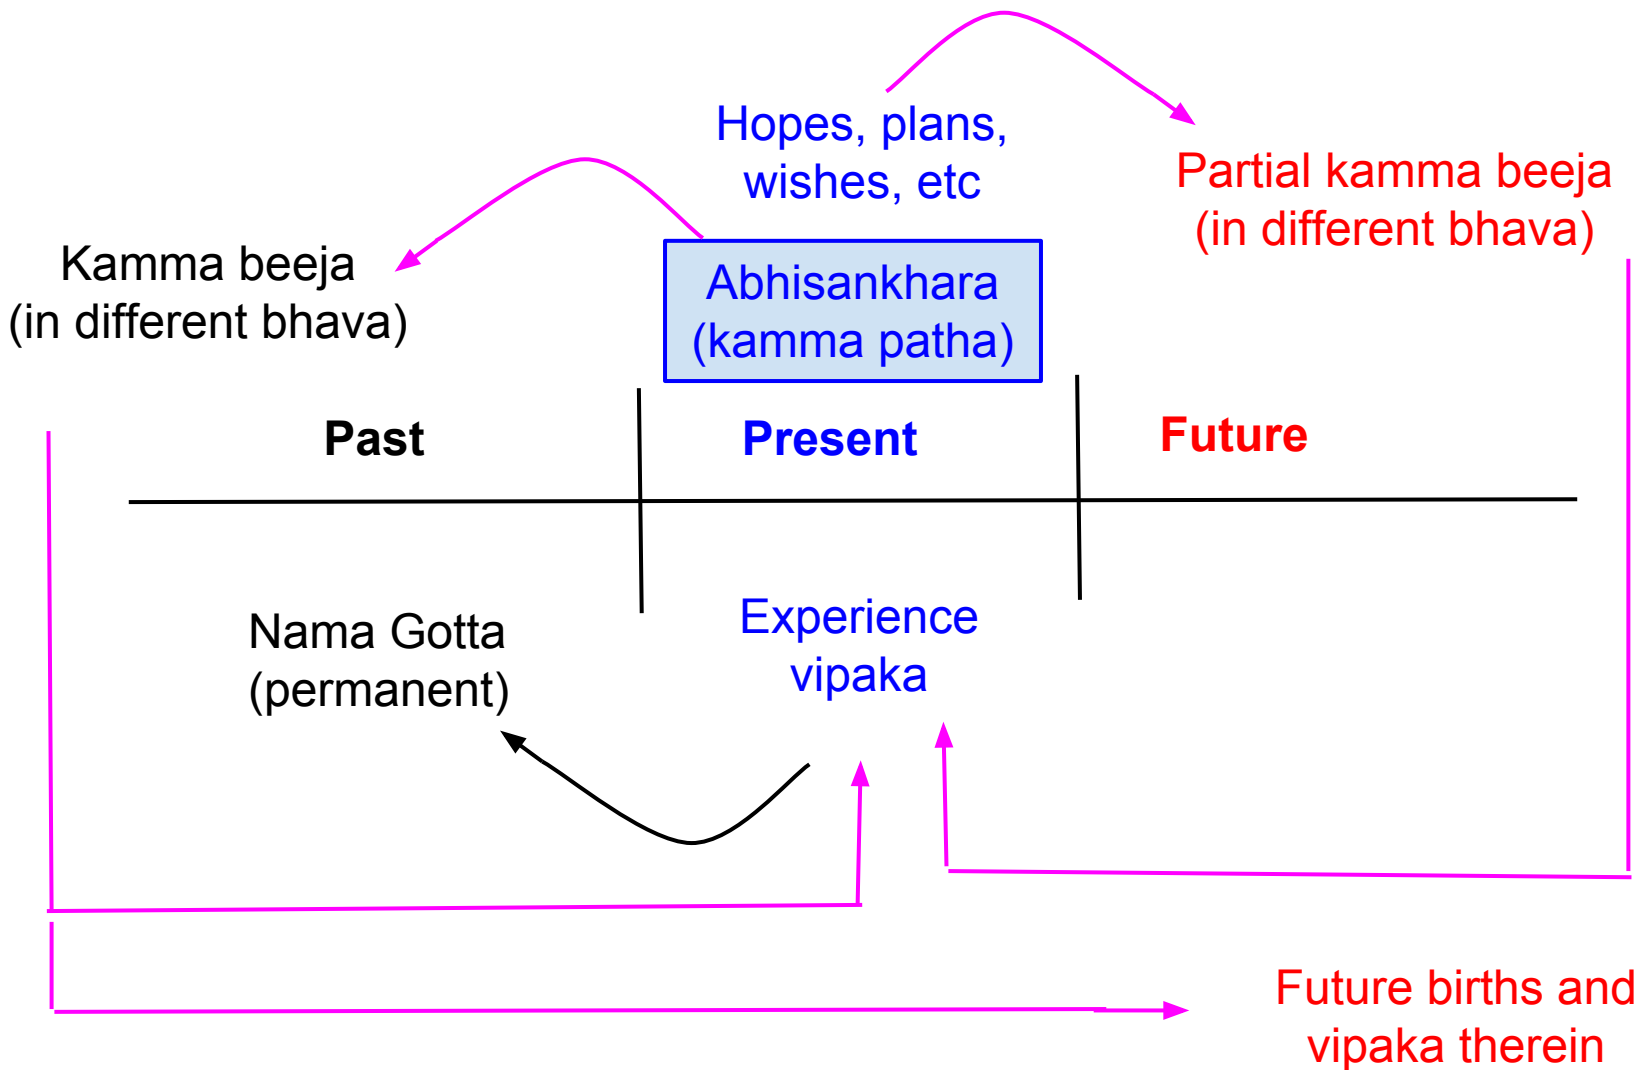 Hopes, plans,
wishes, etc
Partial kamma beeja
(in different bhava)
Kamma beeja
(in different bhava)
Abhisankhara
(kamma patha)
Past
Present
Future
Nama Gotta
(permanent)
Experience
vipaka
Future births and
vipaka therein